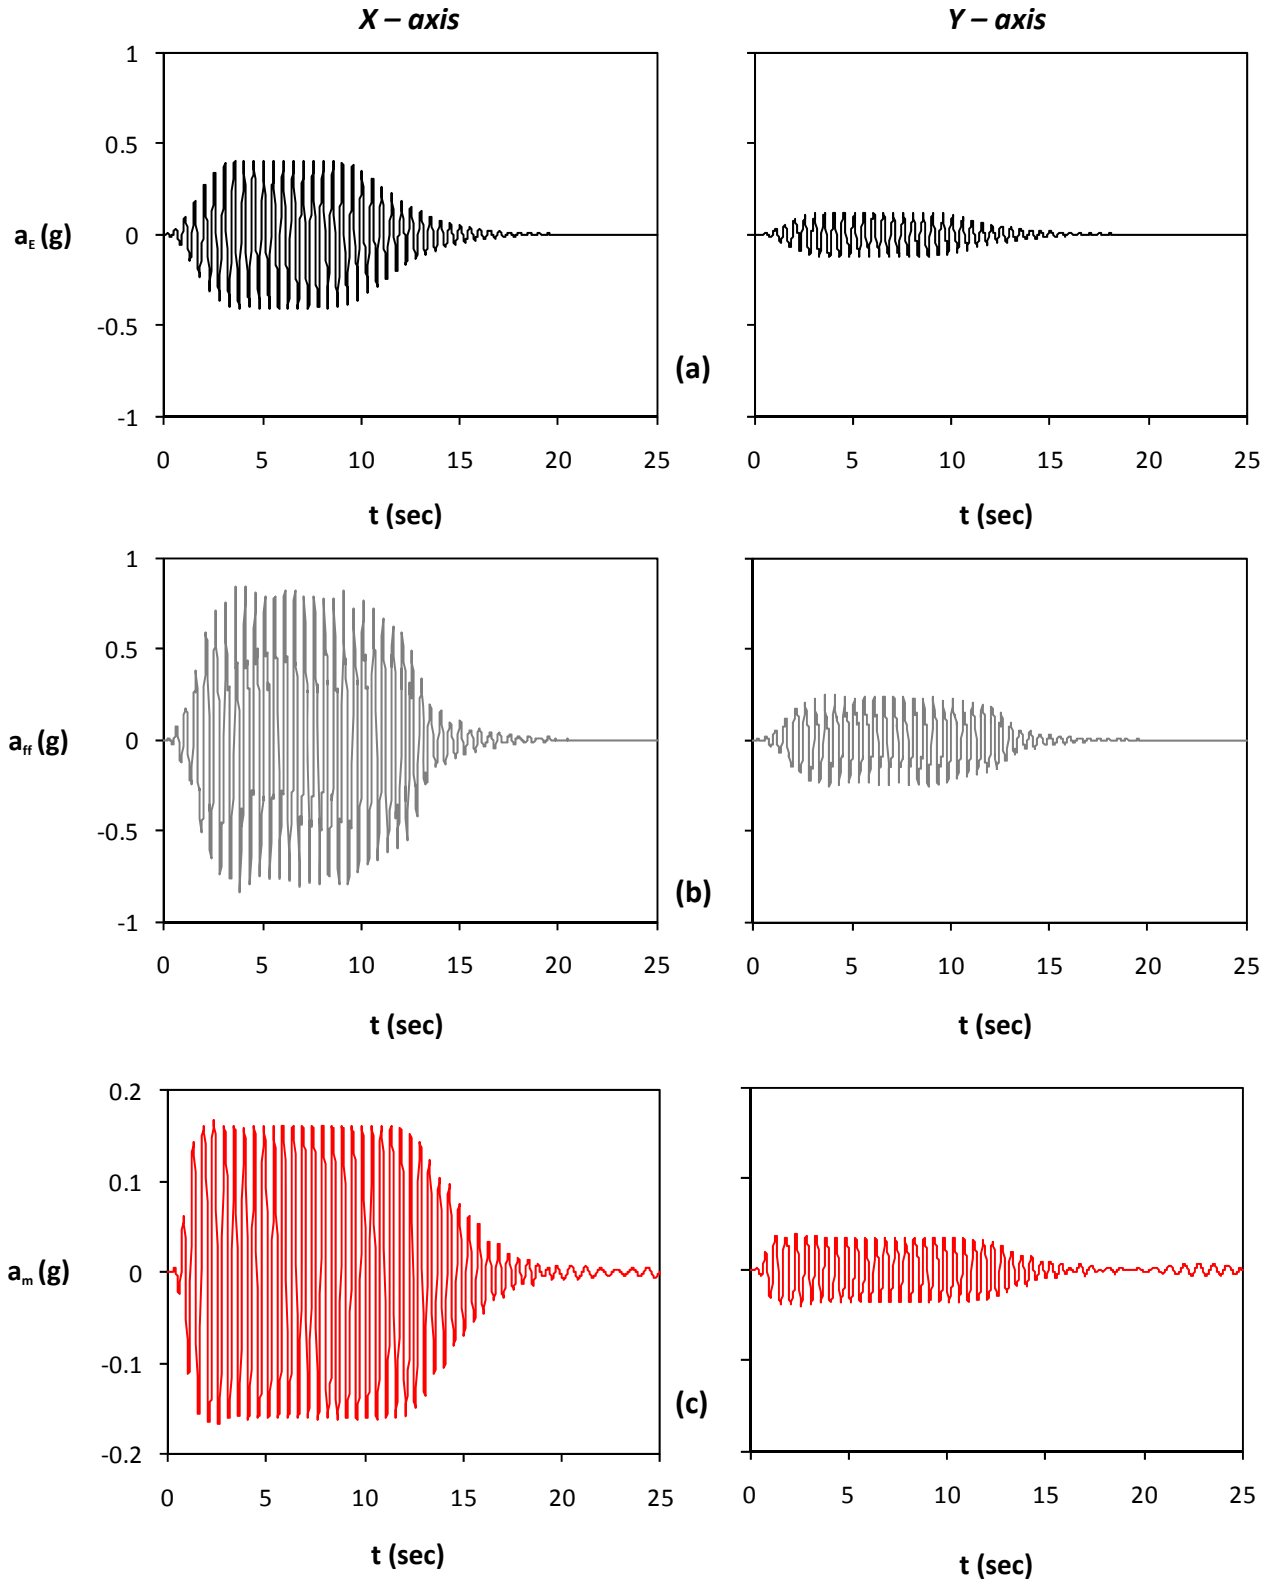 X – axis Y – axis
1
0.5
0
-0.5
-1
a_E (g)
(a)
0 5 10 15 20 25 0 5 10 15 20 25
t (sec) t (sec)
1
0.5
0
-0.5
-1
a_ff (g)
(b)
0 5 10 15 20 25 0 5 10 15 20 25
t (sec) t (sec)
0.2
0.1
0
-0.1
-0.2
a_m (g)
(c)
0 5 10 15 20 25 0 5 10 15 20 25
t (sec) t (sec)